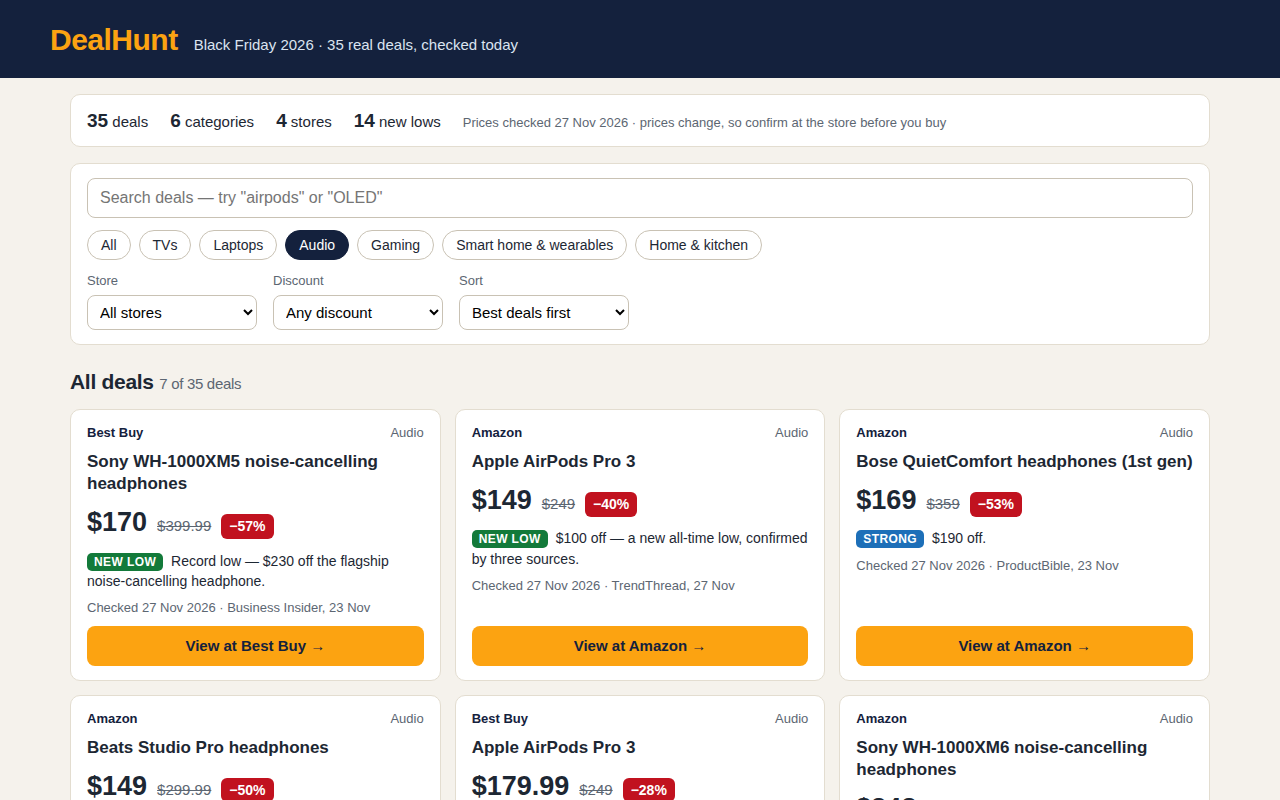 DealHunt Black Friday 2026 · 35 real deals, checked today
35 deals 6 categories 4 stores 14 new lows Prices checked 27 Nov 2026 · prices change, so confirm at the store before you buy
Search deals — try "airpods" or "OLED"
All TVs Laptops Audio Gaming Smart home & wearables Home & kitchen
Store Discount Sort
All stores Any discount Best deals first
All deals 7 of 35 deals
Best Buy Audio
Sony WH-1000XM5 noise-cancelling
headphones
$170 $399.99 −57%
NEW LOW Record low — $230 off the flagship
noise-cancelling headphone.
Checked 27 Nov 2026 · Business Insider, 23 Nov
View at Best Buy →
Amazon Audio
Apple AirPods Pro 3
$149 $249 −40%
NEW LOW $100 off — a new all-time low, confirmed
by three sources.
Checked 27 Nov 2026 · TrendThread, 27 Nov
View at Amazon →
Amazon Audio
Bose QuietComfort headphones (1st gen)
$169 $359 −53%
STRONG $190 off.
Checked 27 Nov 2026 · ProductBible, 23 Nov
View at Amazon →
Amazon Audio
Beats Studio Pro headphones
$149 $299.99 −50%
Best Buy Audio
Apple AirPods Pro 3
$179.99 $249 −28%
Amazon Audio
Sony WH-1000XM6 noise-cancelling
headphones